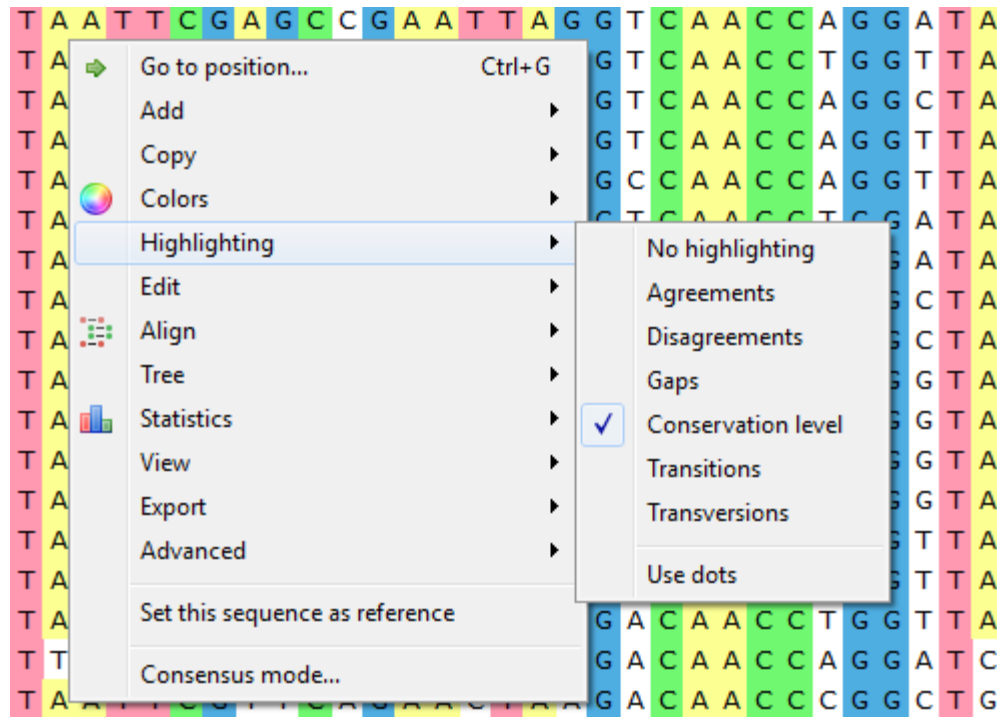 T A A T T C G A G C C G A A T T A G G T C A A C C A G G A T A
T A G T C A A C C T G G T T A
Go to position... Ctrl+G
T A G T C A A C C A G G C T A
Add
T A G T C A A C C A G G T T A
Copy
T A G C C A A C C A G G T T A
Colors
T A A T A
Highlighting
No highlighting
T A A T A
Edit
Agreements
T A C T A
Align
Disagreements
T A C T A
Tree
Gaps
T A G T A
Statistics
Conservation level
T A G T A
View
Transitions
T A G T A
Export
Transversions
T A G T A
Advanced
T A T T A
Use dots
T A T T A
Set this sequence as reference
T A G A C A A C C T G G T T A
T T G A C A A C C A G G A T C
Consensus mode...
T A G A C A A C C C G G C T G